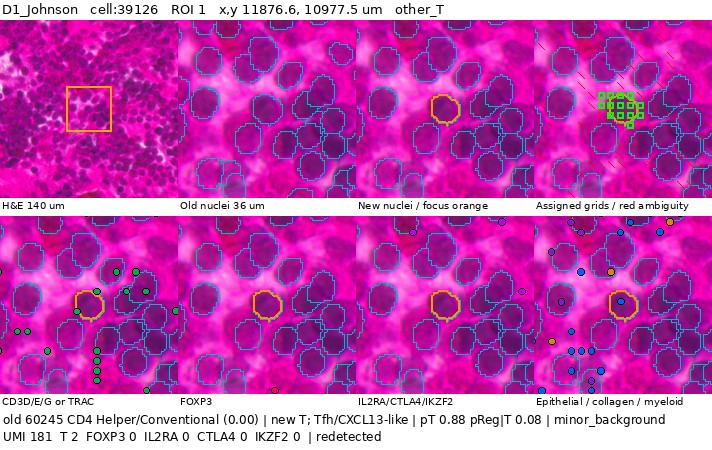 D1_Johnson   cell:39126   ROI 1   x,y 11876.6, 10977.5 um   other_T
H&E 140 um
Old nuclei 36 um
New nuclei / focus orange
Assigned grids / red ambiguity
CD3D/E/G or TRAC
FOXP3
IL2RA/CTLA4/IKZF2
Epithelial / collagen / myeloid
old 60245 CD4 Helper/Conventional (0.00) | new T; Tfh/CXCL13-like | pT 0.88 pReg|T 0.08 | minor_background
UMI 181  T 2  FOXP3 0  IL2RA 0  CTLA4 0  IKZF2 0  | redetected